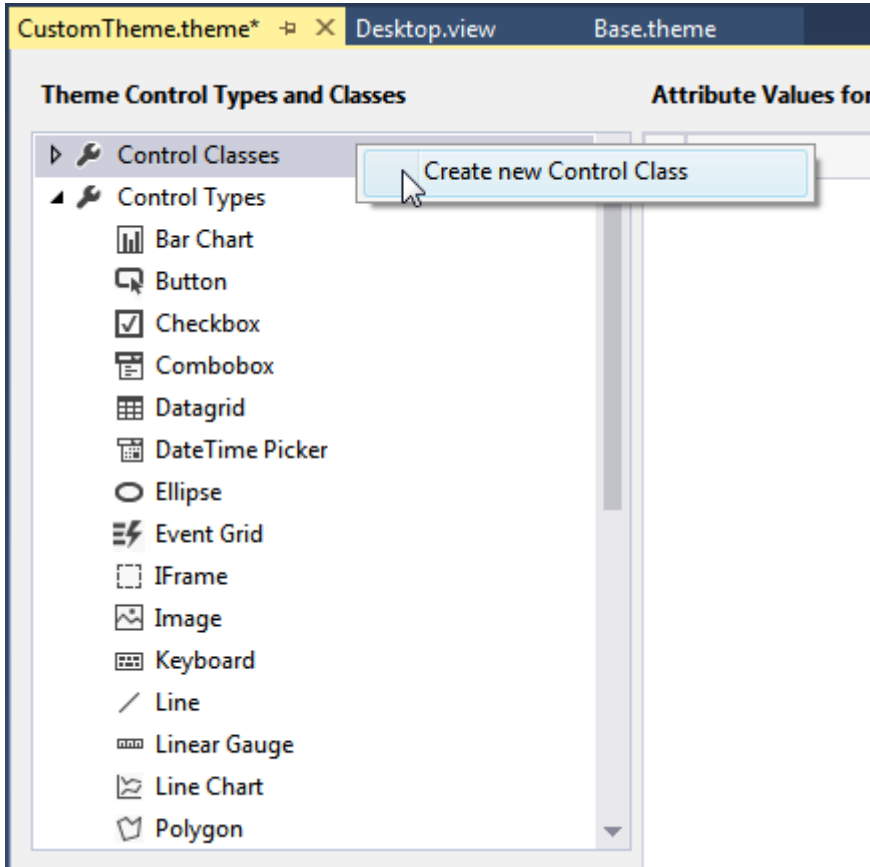 CustomTheme.theme* Desktop.view Base.theme
Theme Control Types and Classes Attribute Values for
Control Classes
Create new Control Class
Control Types
Bar Chart
Button
Checkbox
Combobox
Datagrid
DateTime Picker
Ellipse
Event Grid
IFrame
Image
Keyboard
Line
Linear Gauge
Line Chart
Polygon